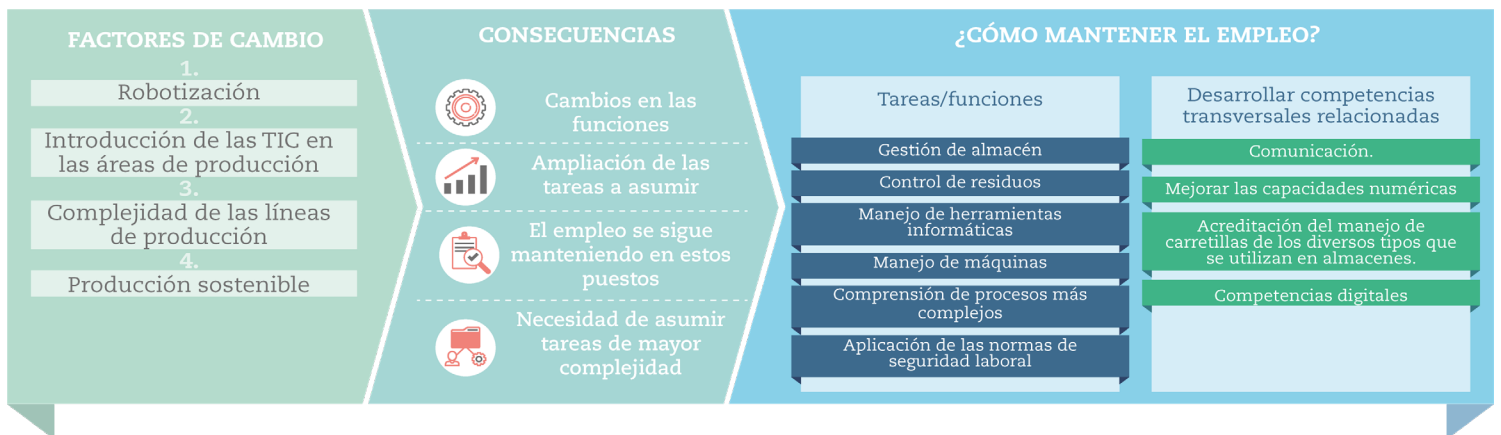 FACTORES DE CAMBIO
1.
Robotización
2.
Introducción de las TIC en
las áreas de producción
3.
Complejidad de las líneas
de producción
4.
Producción sostenible
CONSECUENCIAS
Cambios en las
funciones
Ampliación de las
tareas a asumir
El empleo se sigue
manteniendo en estos
puestos
Necesidad de asumir
tareas de mayor
complejidad
¿CÓMO MANTENER EL EMPLEO?
Tareas/funciones
Gestión de almacén
Control de residuos
Manejo de herramientas
informáticas
Manejo de máquinas
Comprensión de procesos más
complejos
Aplicación de las normas de
seguridad laboral
Desarrollar competencias
transversales relacionadas
Comunicación.
Mejorar las capacidades numéricas
Acreditación del manejo de
carretillas de los diversos tipos que
se utilizan en almacenes.
Competencias digitales